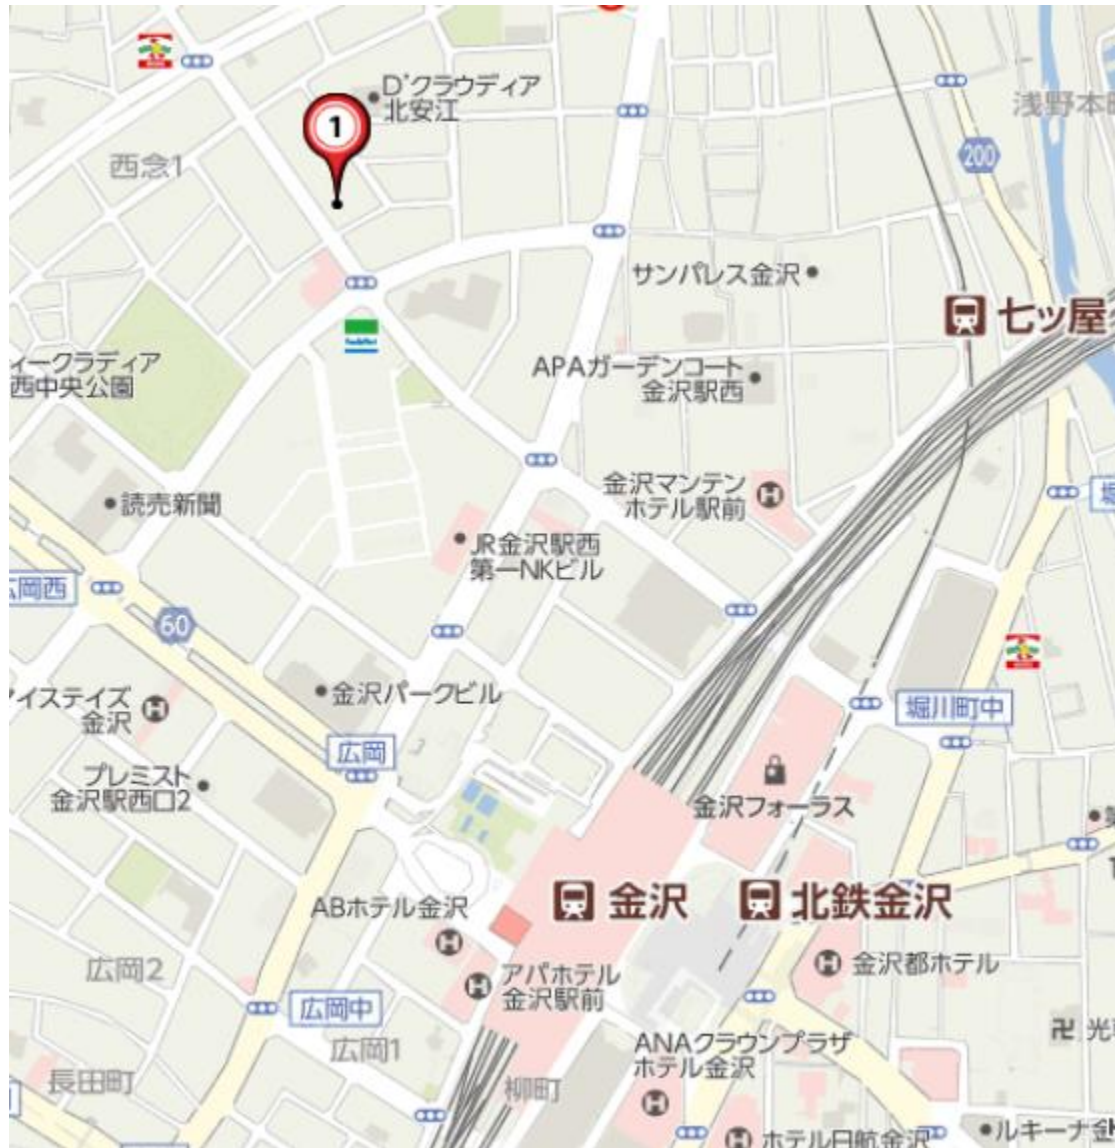 D'クラウディア
北安江
1
浅野本
西念1
200
サンパレス金沢
七ッ屋
ィークラディア
西中央公園
FamilyMart
APAガーデンコート
金沢駅西
金沢マンテン
ホテル駅前
読売新聞
JR金沢駅西
第一NKビル
広岡西
60
イステイズ
金沢
金沢パークビル
堀川町中
広岡
プレミスト
金沢駅西口2
金沢フォーラス
ABホテル金沢
金沢
北鉄金沢
広岡2
アパホテル
金沢駅前
金沢都ホテル
広岡中
広岡1
ANAクラウンプラザ
ホテル金沢
長田町
柳町
卍 光
ホテル日航金沢
ルキーナ金